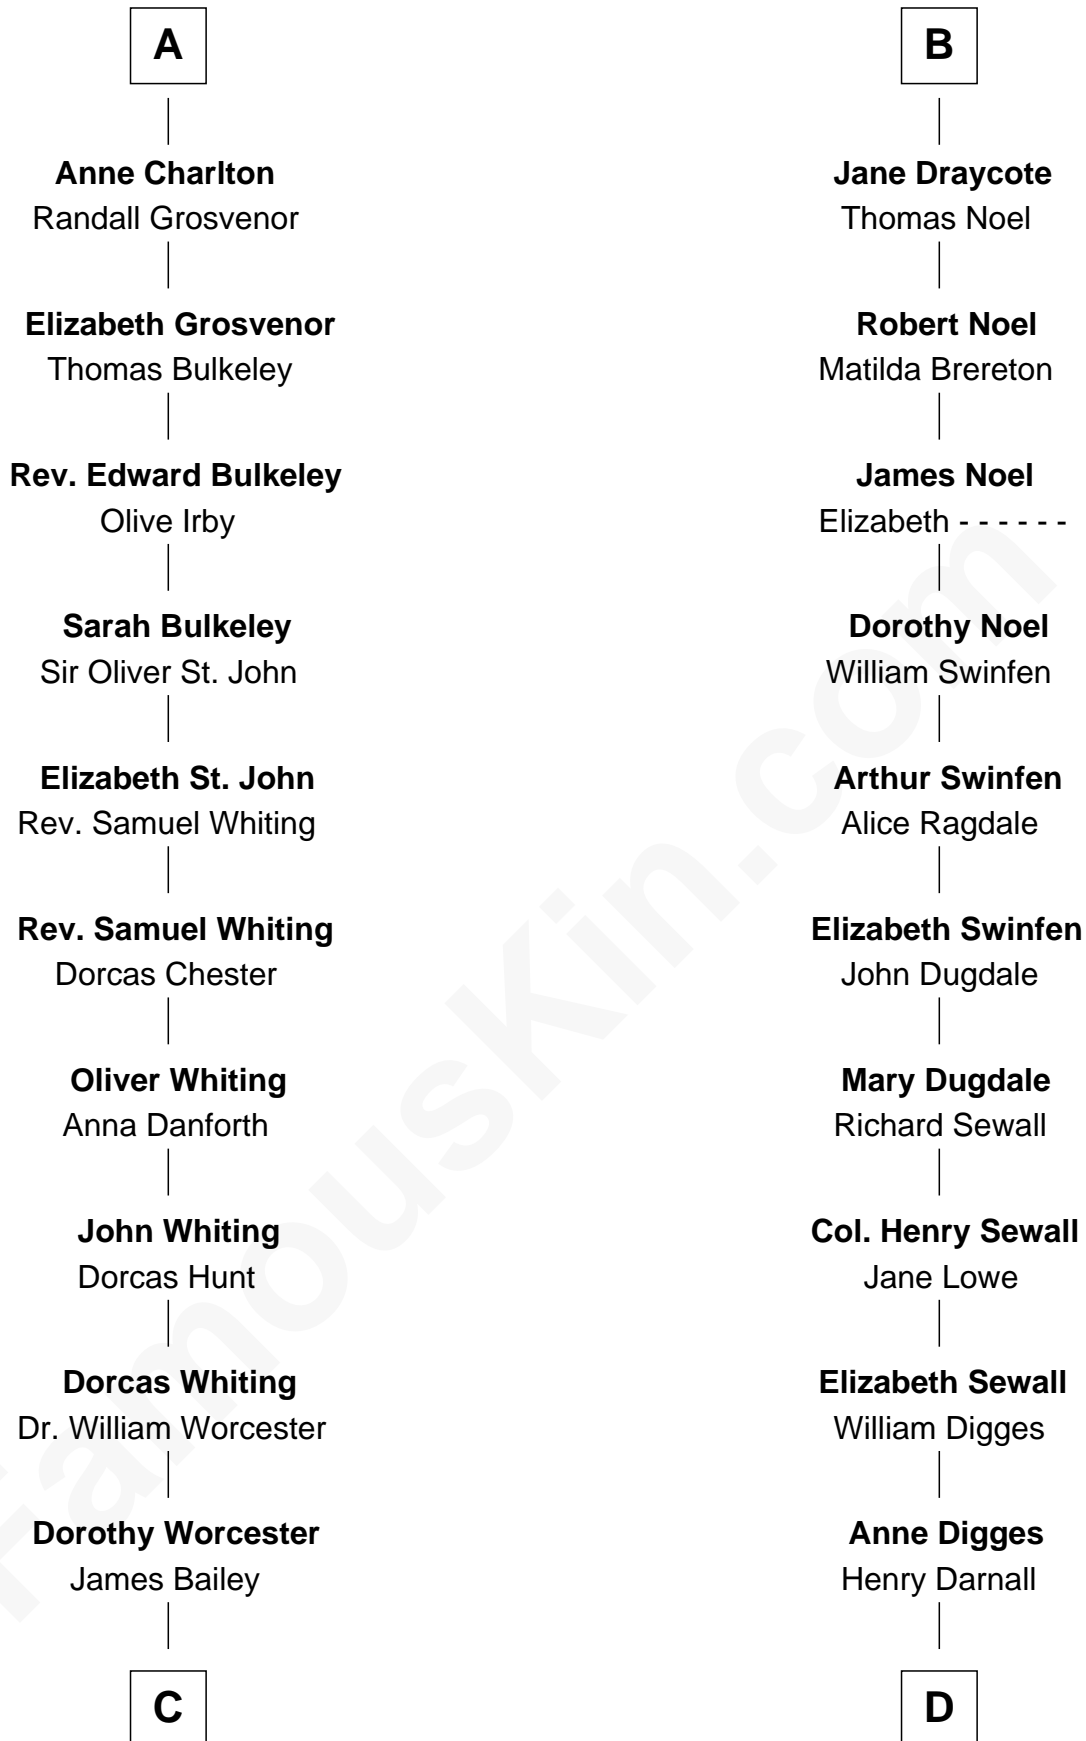 A
Anne Charlton
Randall Grosvenor
Elizabeth Grosvenor
Thomas Bulkeley
Rev. Edward Bulkeley
Olive Irby
Sarah Bulkeley
Sir Oliver St. John
Elizabeth St. John
Rev. Samuel Whiting
Rev. Samuel Whiting
Dorcas Chester
Oliver Whiting
Anna Danforth
John Whiting
Dorcas Hunt
Dorcas Whiting
Dr. William Worcester
Dorothy Worcester
James Bailey
C
B
Jane Draycote
Thomas Noel
Robert Noel
Matilda Brereton
James Noel
Elizabeth - - - - - -
Dorothy Noel
William Swinfen
Arthur Swinfen
Alice Ragdale
Elizabeth Swinfen
John Dugdale
Mary Dugdale
Richard Sewall
Col. Henry Sewall
Jane Lowe
Elizabeth Sewall
William Digges
Anne Digges
Henry Darnall
D
FamousKin.com